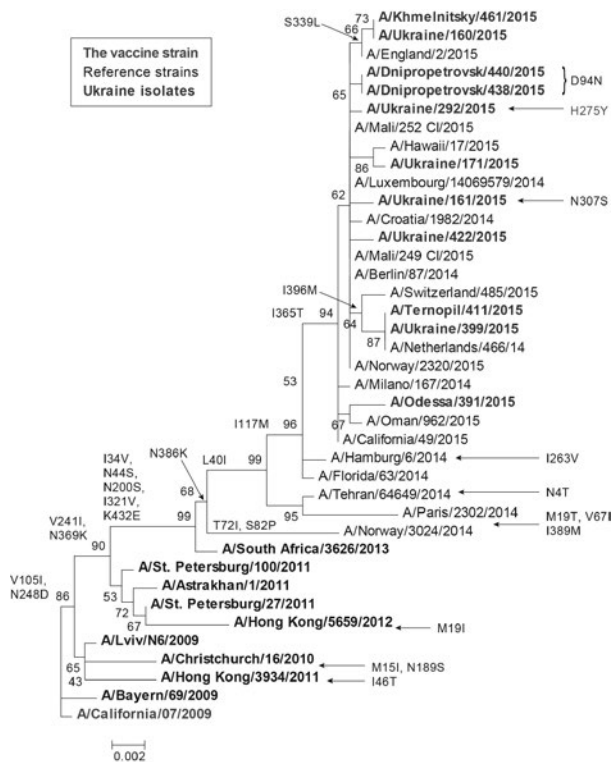 S339L
73
A/Khmelnitsky/461/2015
66
A/Ukraine/160/2015
A/England/2/2015
The vaccine strain
Reference strains
Ukraine isolates
A/Dnipropetrovsk/440/2015
D94N
65
A/Dnipropetrovsk/438/2015
A/Ukraine/292/2015
H275Y
A/Mali/252 CI/2015
A/Hawaii/17/2015
86
A/Ukraine/171/2015
A/Luxembourg/14069579/2014
62
A/Ukraine/161/2015
N307S
A/Croatia/1982/2014
A/Ukraine/422/2015
A/Mali/249 CI/2015
A/Berlin/87/2014
I396M
A/Switzerland/485/2015
I365T
94
A/Ternopil/411/2015
64
A/Ukraine/399/2015
87
A/Netherlands/466/14
A/Norway/2320/2015
53
A/Milano/167/2014
A/Odessa/391/2015
I117M
96
67
A/Oman/962/2015
A/California/49/2015
N386K
L40I
99
A/Hamburg/6/2014
I263V
I34V,
N44S,
N200S,
I321V,
K432E
A/Florida/63/2014
68
A/Tehran/64649/2014
N4T
99
95
A/Paris/2302/2014
M19T, V67I
I389M
T72I, S82P
A/Norway/3024/2014
V241I,
N369K
90
A/South Africa/3626/2013
A/St. Petersburg/100/2011
V105I,
N248D
86
53
A/Astrakhan/1/2011
72
A/St. Petersburg/27/2011
67
A/Hong Kong/5659/2012
M19I
A/Lviv/N6/2009
65
A/Christchurch/16/2010
M15I, N189S
43
A/Hong Kong/3934/2011
I46T
A/Bayern/69/2009
A/California/07/2009
0.002